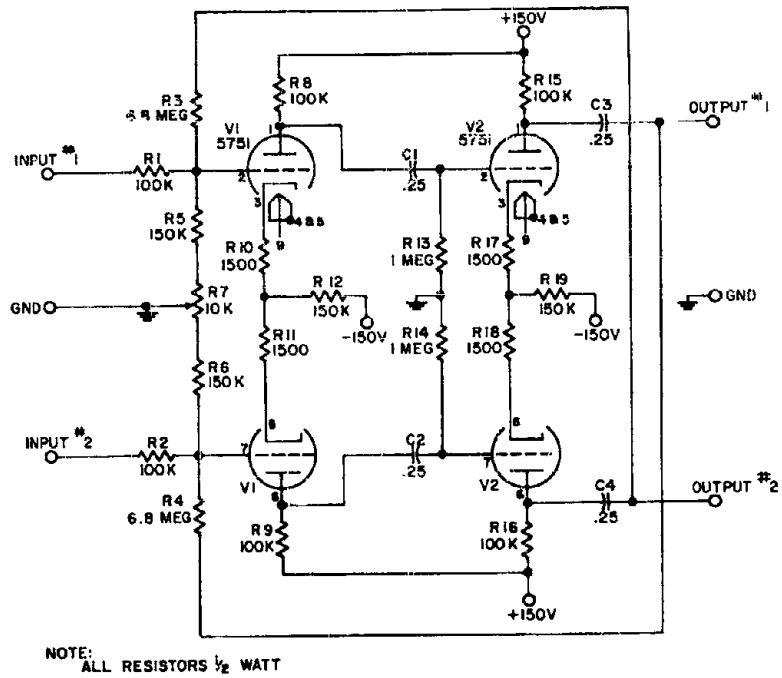 +150V
R3
6.8 MEG
R8
100K
R15
100K
C3
.25
OUTPUT #1
V1
5751
1
V2
5751
1
INPUT #1
R1
100K
2
C1
.25
2
3
4 & 5
9
3
4 & 5
9
R5
150K
R10
1500
R13
1 MEG
R17
1500
R12
150K
R19
150K
GND
R7
10K
GND
-150V
-150V
R11
1500
R14
1 MEG
R18
1500
R6
150K
8
8
INPUT #2
R2
100K
7
C2
.25
7
V1
6
V2
6
C4
.25
OUTPUT #2
R4
6.8 MEG
R9
100K
R16
100K
+150V
NOTE:
ALL RESISTORS ½ WATT